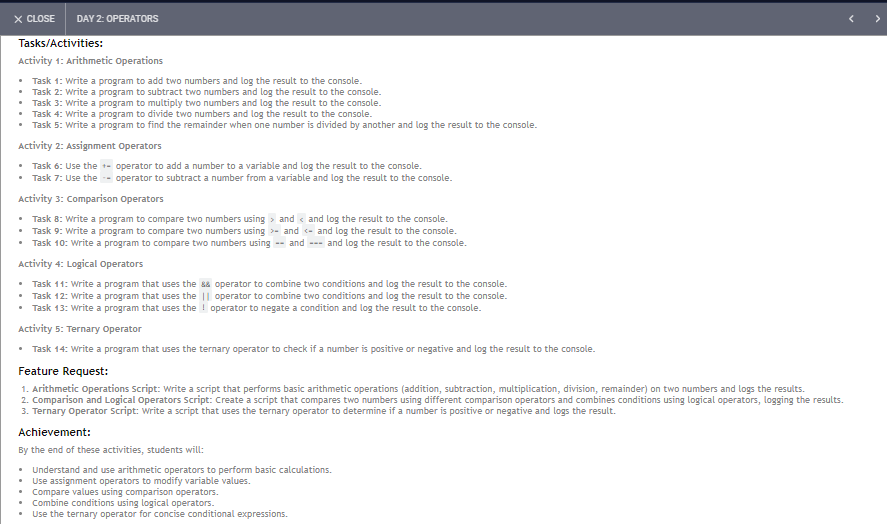 CLOSE
DAY 2: OPERATORS
Tasks/Activities:
Activity 1: Arithmetic Operations
• Task 1: Write a program to add two numbers and log the result to the console.
• Task 2: Write a program to subtract two numbers and log the result to the console.
• Task 3: Write a program to multiply two numbers and log the result to the console.
• Task 4: Write a program to divide two numbers and log the result to the console.
• Task 5: Write a program to find the remainder when one number is divided by another and log the result to the console.
Activity 2: Assignment Operators
• Task 6: Use the += operator to add a number to a variable and log the result to the console.
• Task 7: Use the -= operator to subtract a number from a variable and log the result to the console.
Activity 3: Comparison Operators
• Task 8: Write a program to compare two numbers using > and < and log the result to the console.
• Task 9: Write a program to compare two numbers using >= and <= and log the result to the console.
• Task 10: Write a program to compare two numbers using == and === and log the result to the console.
Activity 4: Logical Operators
• Task 11: Write a program that uses the && operator to combine two conditions and log the result to the console.
• Task 12: Write a program that uses the || operator to combine two conditions and log the result to the console.
• Task 13: Write a program that uses the ! operator to negate a condition and log the result to the console.
Activity 5: Ternary Operator
• Task 14: Write a program that uses the ternary operator to check if a number is positive or negative and log the result to the console.
Feature Request:
1. Arithmetic Operations Script: Write a script that performs basic arithmetic operations (addition, subtraction, multiplication, division, remainder) on two numbers and logs the results.
2. Comparison and Logical Operators Script: Create a script that compares two numbers using different comparison operators and combines conditions using logical operators, logging the results.
3. Ternary Operator Script: Write a script that uses the ternary operator to determine if a number is positive or negative and logs the result.
Achievement:
By the end of these activities, students will:
• Understand and use arithmetic operators to perform basic calculations.
• Use assignment operators to modify variable values.
• Compare values using comparison operators.
• Combine conditions using logical operators.
• Use the ternary operator for concise conditional expressions.